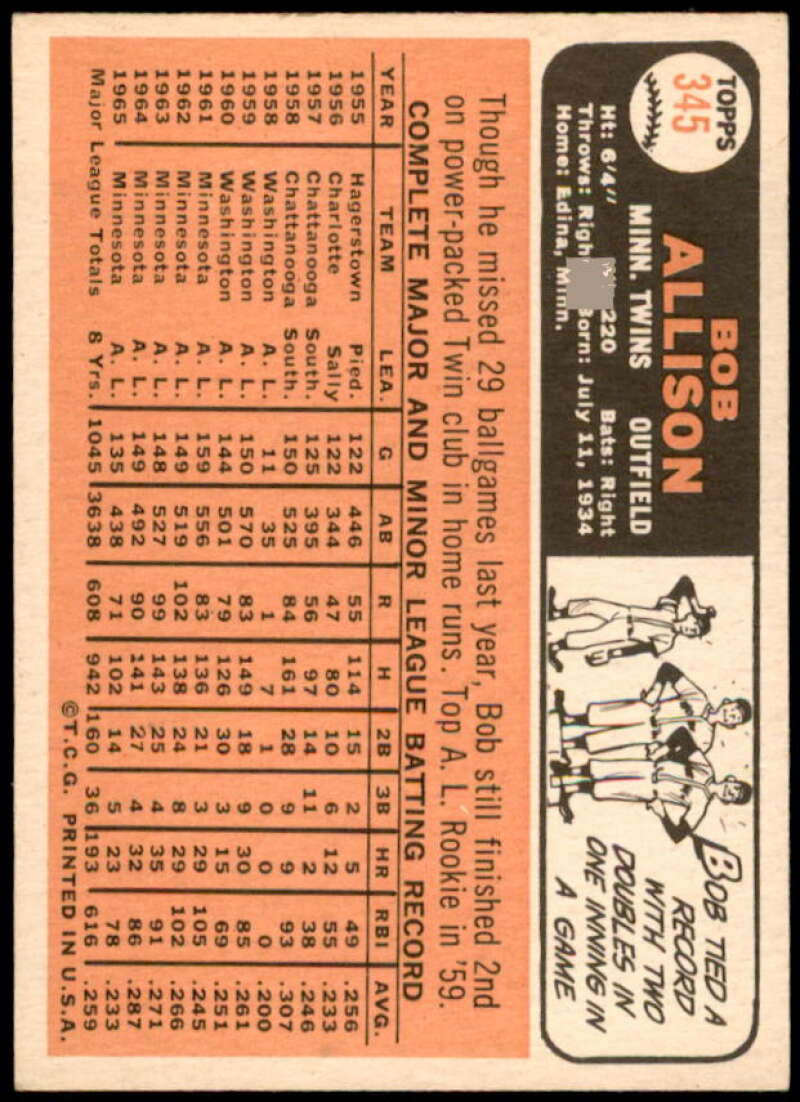 TOPPS
345
BOB
ALLISON
MINN. TWINS OUTFIELD
Ht: 6'4" 220 Bats: Right
Throws: Born: July 11, 1934
Home: Edina, Minn.
BOB TIED A
RECORD
WITH TWO
DOUBLES IN
ONE INNING IN
A GAME
Though he missed 29 ballgames last year, Bob still finished 2nd
on power-packed Twin club in home runs. Top A. L. Rookie in '59.
COMPLETE MAJOR AND MINOR LEAGUE BATTING RECORD
YEAR TEAM LEA. G AB R H 2B 3B HR RBI AVG.
1955 Hagerstown Pied. 122 446 55 114 15 2 5 49 .256
1956 Charlotte Sally 122 344 47 80 10 6 12 55 .233
1957 Chattanooga South. 125 395 56 97 14 11 2 38 .246
1958 Chattanooga South. 150 525 84 161 28 9 9 93 .307
1958 Washington A. L. 11 35 1 7 1 0 0 0 .200
1959 Washington A. L. 150 570 83 149 18 9 30 85 .261
1960 Washington A. L. 144 501 79 126 30 3 15 69 .251
1961 Minnesota A. L. 159 556 83 136 21 3 29 105 .245
1962 Minnesota A. L. 149 519 102 138 24 8 29 102 .266
1963 Minnesota A. L. 148 527 99 143 25 4 35 91 .271
1964 Minnesota A. L. 149 492 90 141 27 4 32 86 .287
1965 Minnesota A. L. 135 438 71 102 14 5 23 78 .233
Major League Totals 8 Yrs. 1045 3638 608 942 160 36 193 616 .259
©T.C.G. PRINTED IN U.S.A.